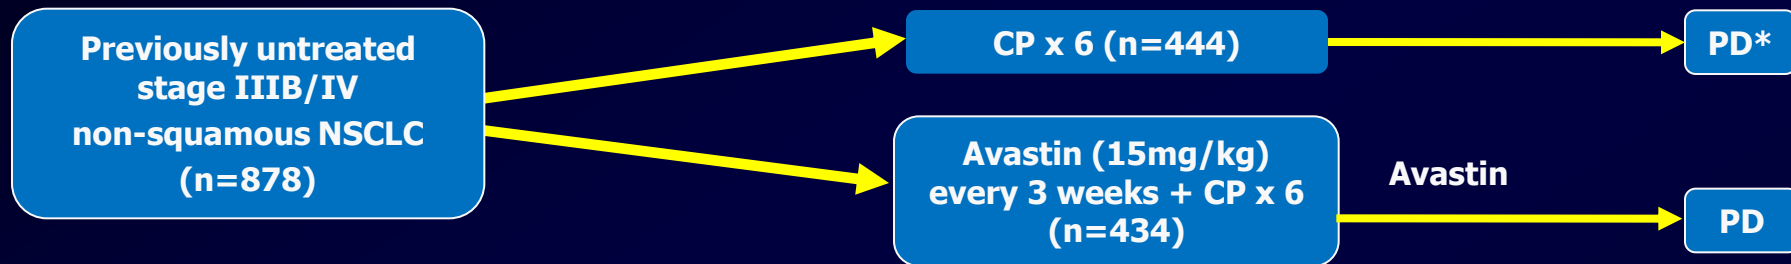 Previously untreated
stage IIIB/IV
non-squamous NSCLC
(n=878)
CP x 6 (n=444)
PD*
Avastin (15mg/kg)
every 3 weeks + CP x 6
(n=434)
Avastin
PD